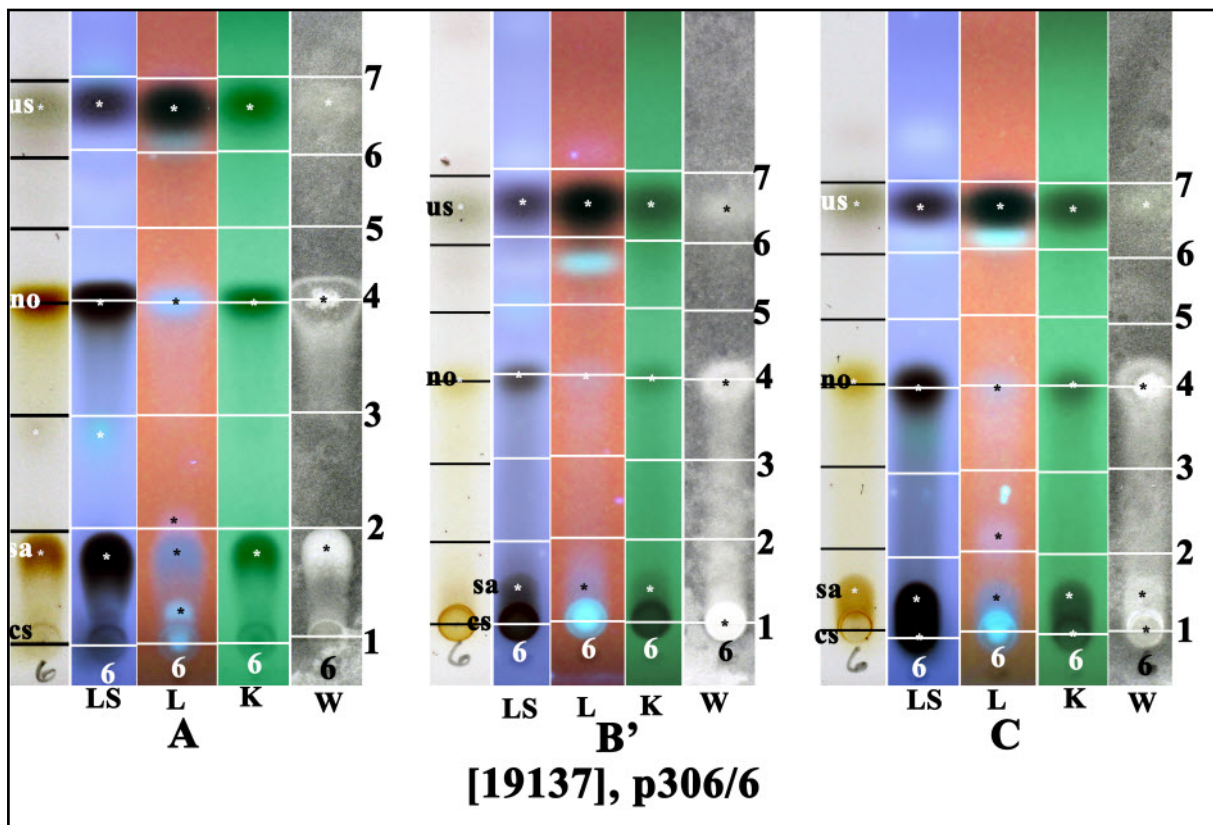 7 7 7
us us us
6 6 6
5 5 5
no 4 no 4 no 4
3 3 3
2 2 2
sa sa sa
cs 1 cs 1 cs 1
6 6 6 6 6 6 6 6 6 6 6 6 6 6 6
LS L K W LS L K W LS L K W
A B’ C
[19137], p306/6